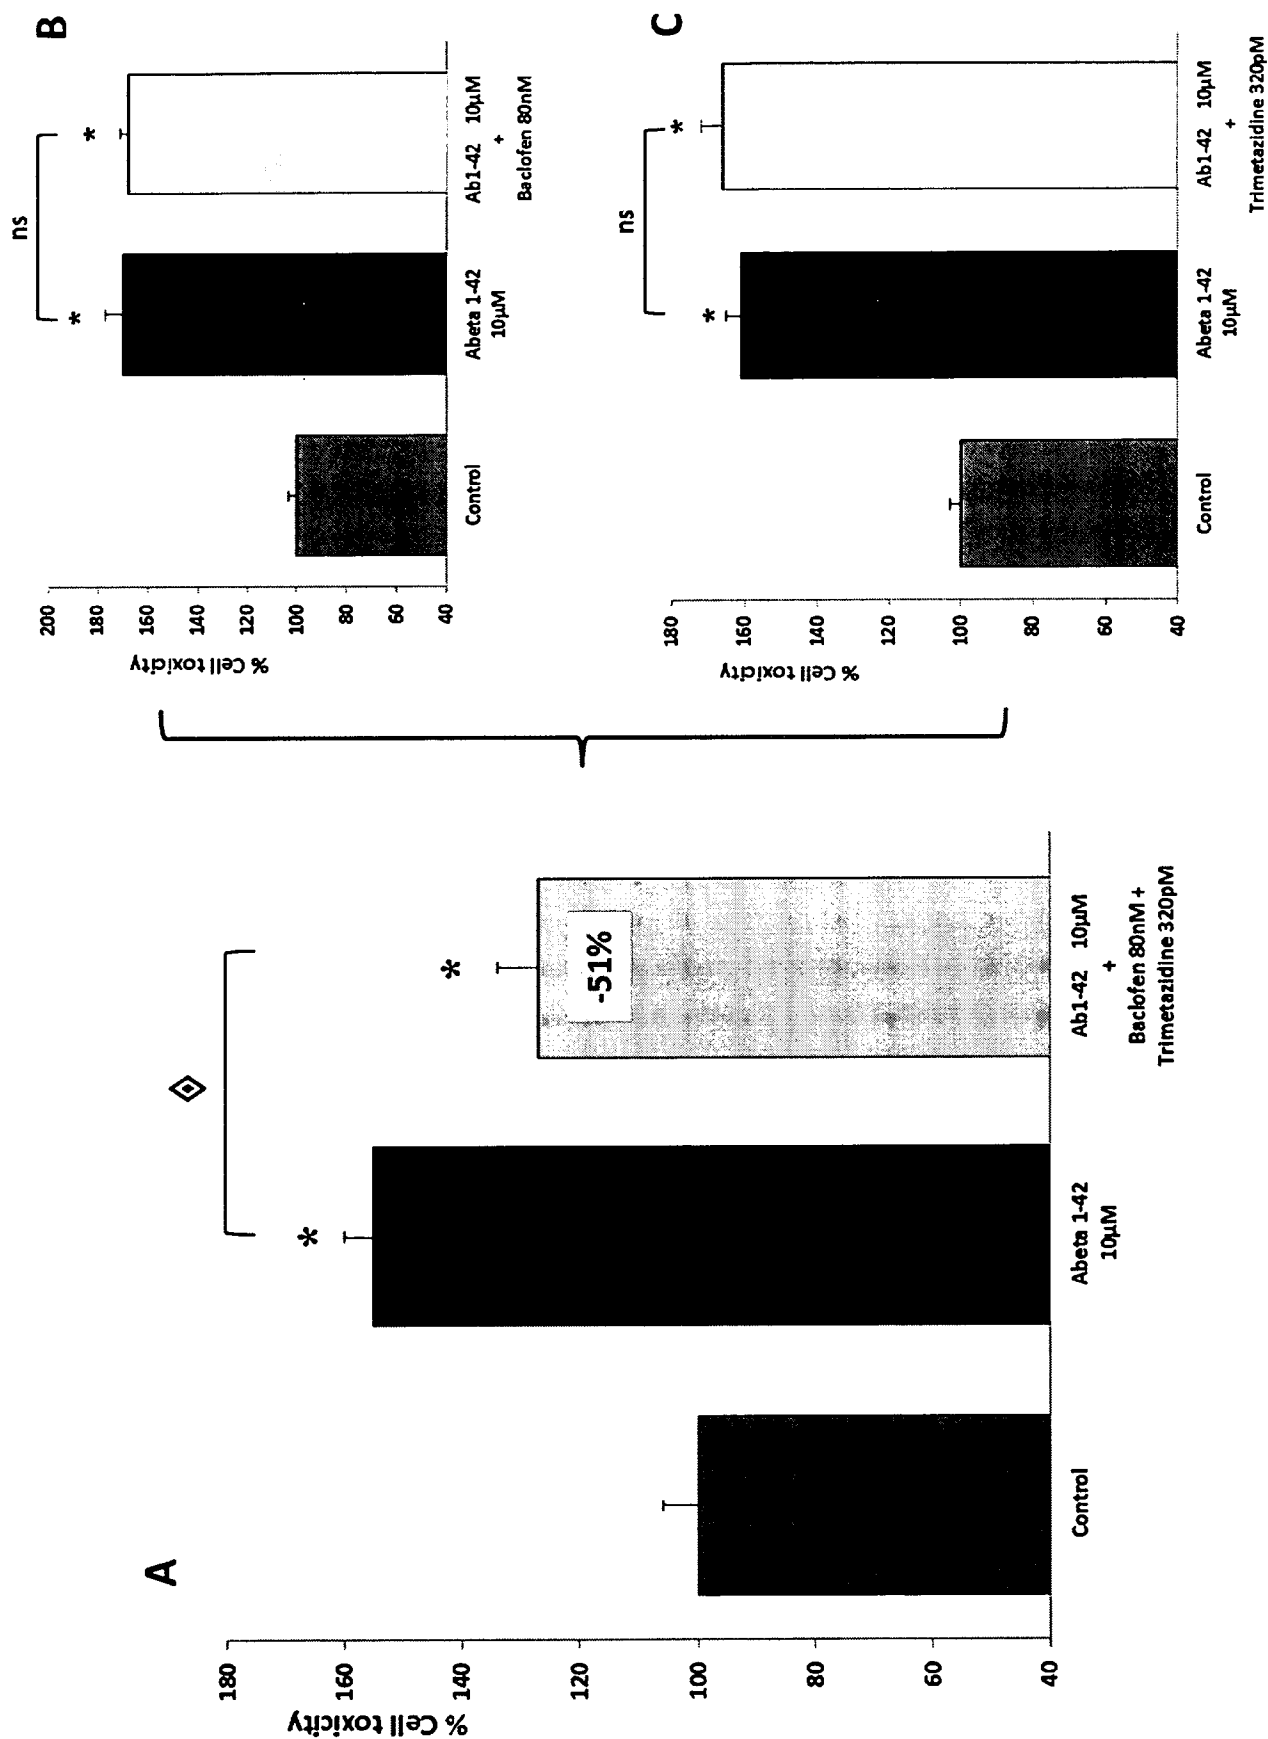 A
% Cell toxicity
180
160
140
120
100
80
60
40
*
*
-51%
Control
Abeta 1-42
10µM
Ab1-42 10µM
+
Baclofen 80nM +
Trimetazidine 320pM
B
% Cell toxicity
200
180
160
140
120
100
80
60
40
ns
*
*
Control
Abeta 1-42
10µM
Ab1-42 10µM
+
Baclofen 80nM
C
% Cell toxicity
180
160
140
120
100
80
60
40
ns
*
*
Control
Abeta 1-42
10µM
Ab1-42 10µM
+
Trimetazidine 320pM